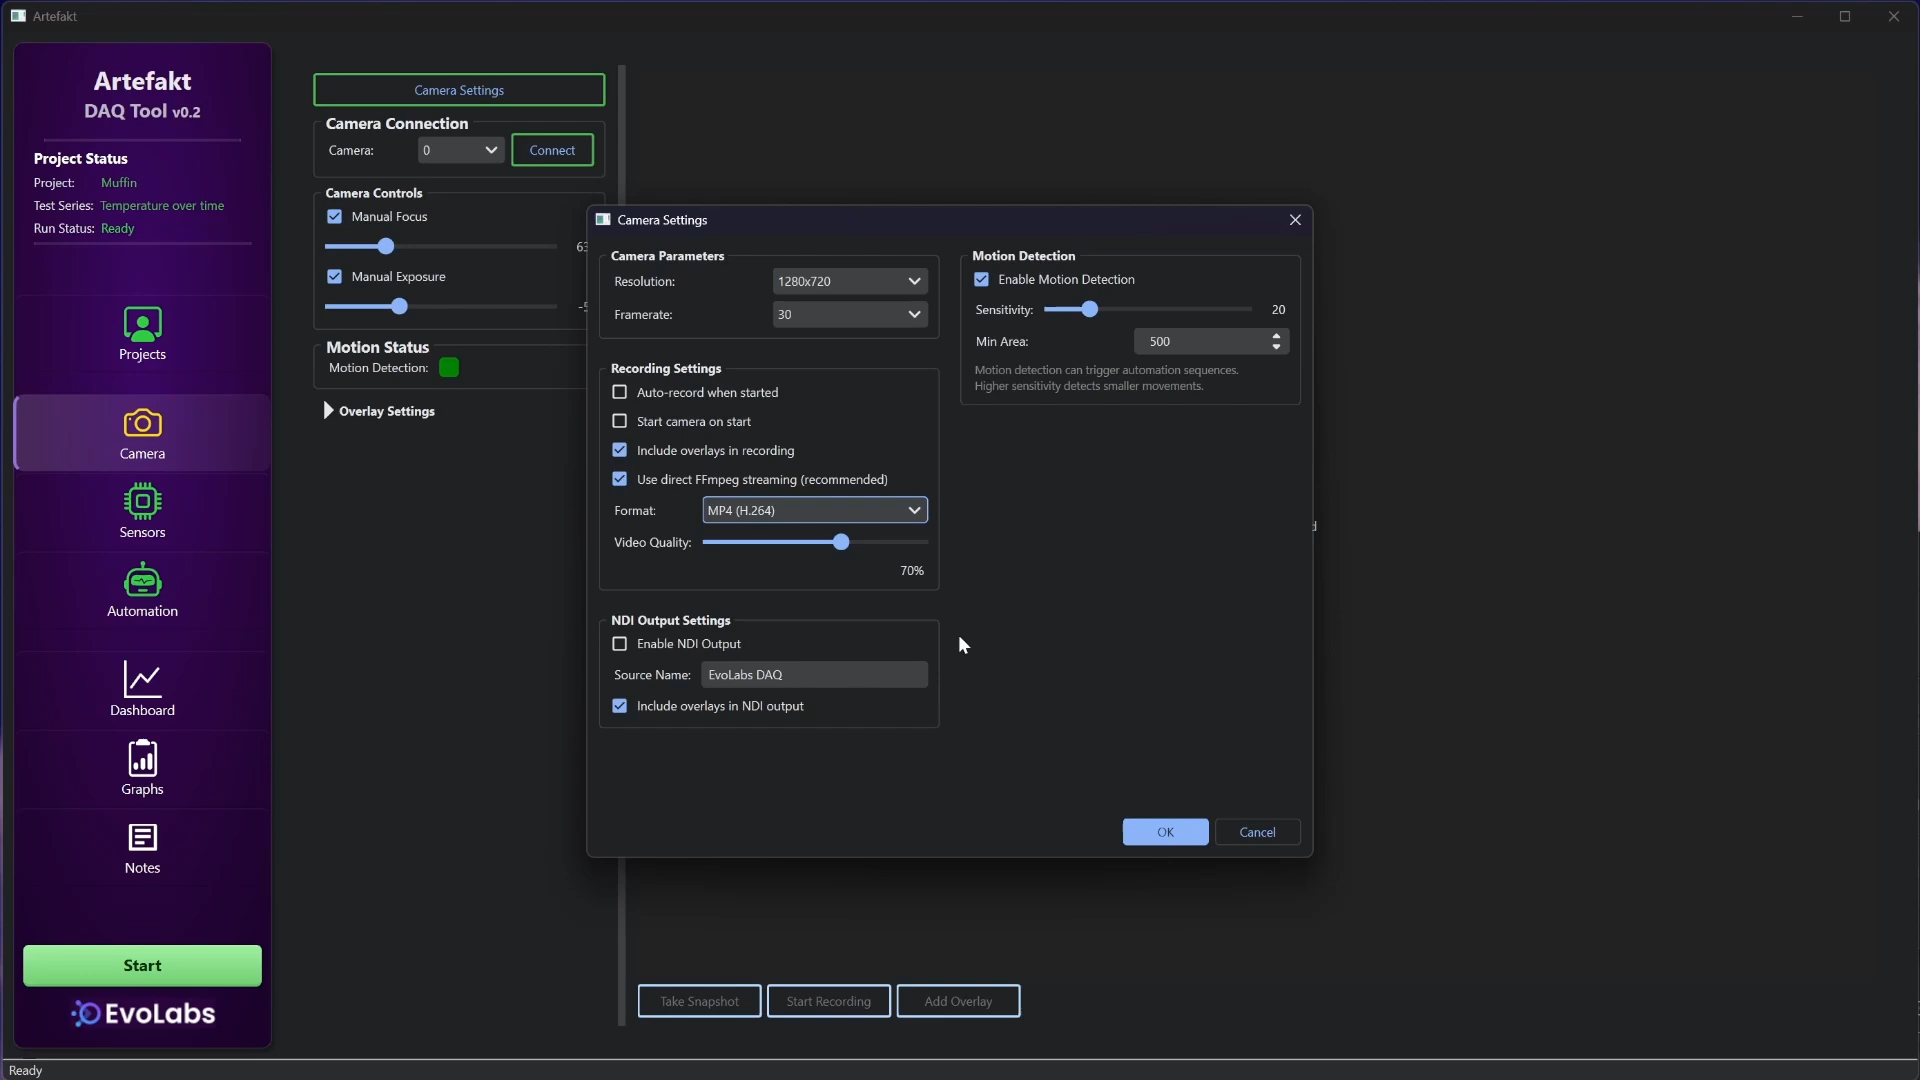 Artefakt
Artefakt
DAQ Tool v0.2
Project Status
Project: Muffin
Test Series: Temperature over time
Run Status: Ready
Projects
Camera
Sensors
Automation
Dashboard
Graphs
Notes
Start
EvoLabs
Ready
Camera Settings
Camera Connection
Camera: 0 Connect
Camera Controls
Manual Focus
Manual Exposure
Motion Status
Motion Detection:
Overlay Settings
Camera Settings
Camera Parameters
Resolution: 1280x720
Framerate: 30
Recording Settings
Auto-record when started
Start camera on start
Include overlays in recording
Use direct FFmpeg streaming (recommended)
Format: MP4 (H.264)
Video Quality:
70%
NDI Output Settings
Enable NDI Output
Source Name: EvoLabs DAQ
Include overlays in NDI output
Motion Detection
Enable Motion Detection
Sensitivity: 20
Min Area: 500
Motion detection can trigger automation sequences.
Higher sensitivity detects smaller movements.
OK Cancel
Take Snapshot Start Recording Add Overlay